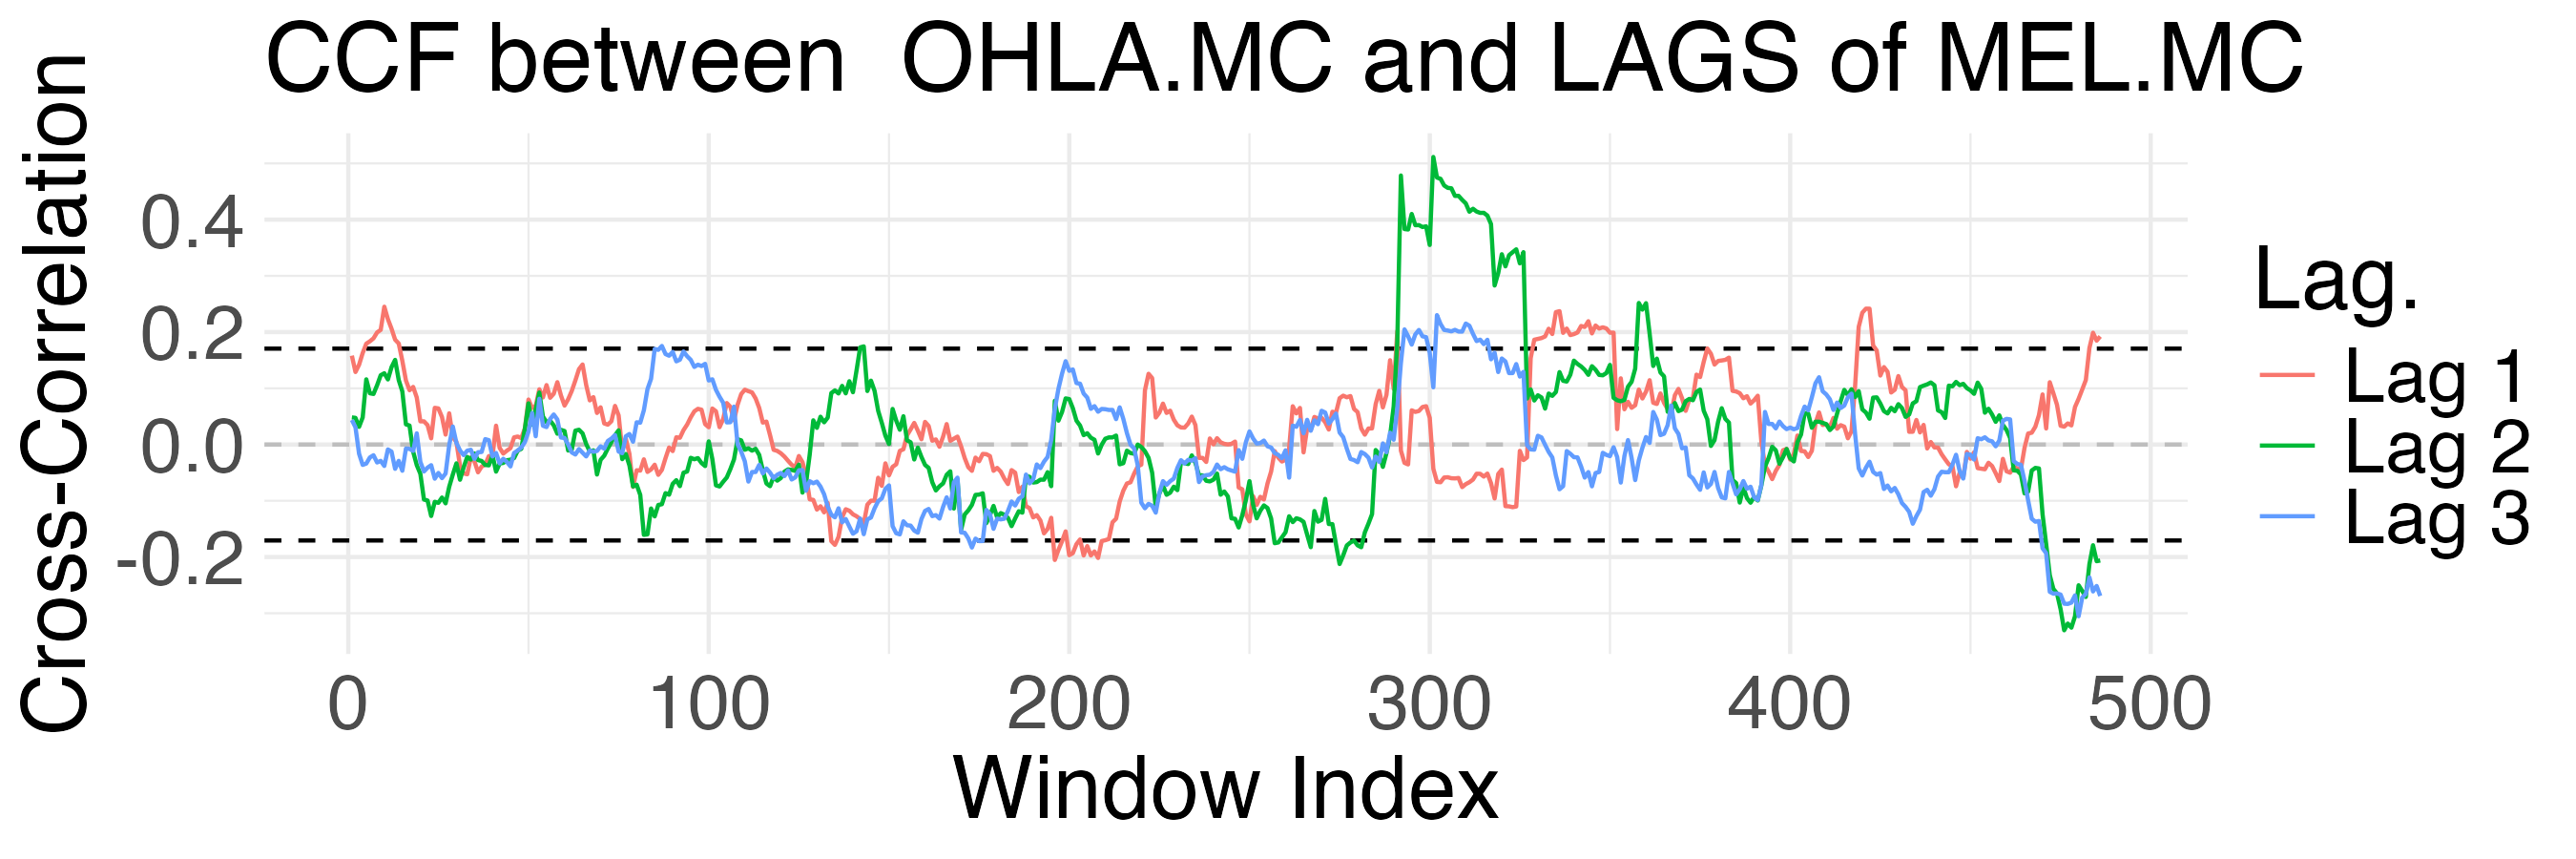 CCF between  OHLA.MC and LAGS of MEL.MC
Cross-Correlation
0.4
0.2
0.0
-0.2
0 100 200 300 400 500
Window Index
Lag.
Lag 1
Lag 2
Lag 3